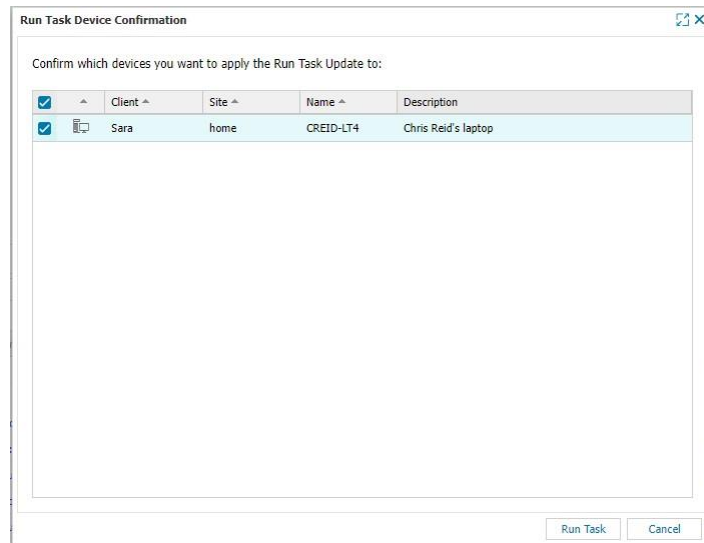 Run Task Device Confirmation
Confirm which devices you want to apply the Run Task Update to:
Client Site Name Description
Sara home CREID-LT4 Chris Reid's laptop
Run Task Cancel